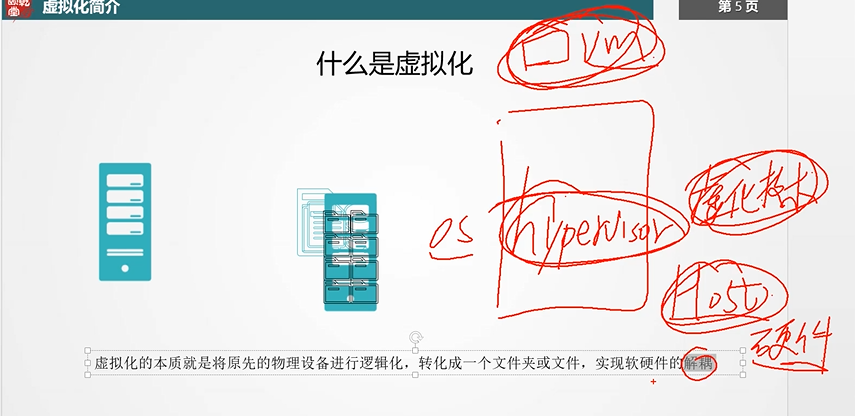 虚拟化简介
第 5 页
什么是虚拟化
VM
虚化技术
OS
hypervisor
Host
硬件
虚拟化的本质就是将原先的物理设备进行逻辑化，转化成一个文件夹或文件，实现软硬件的解耦